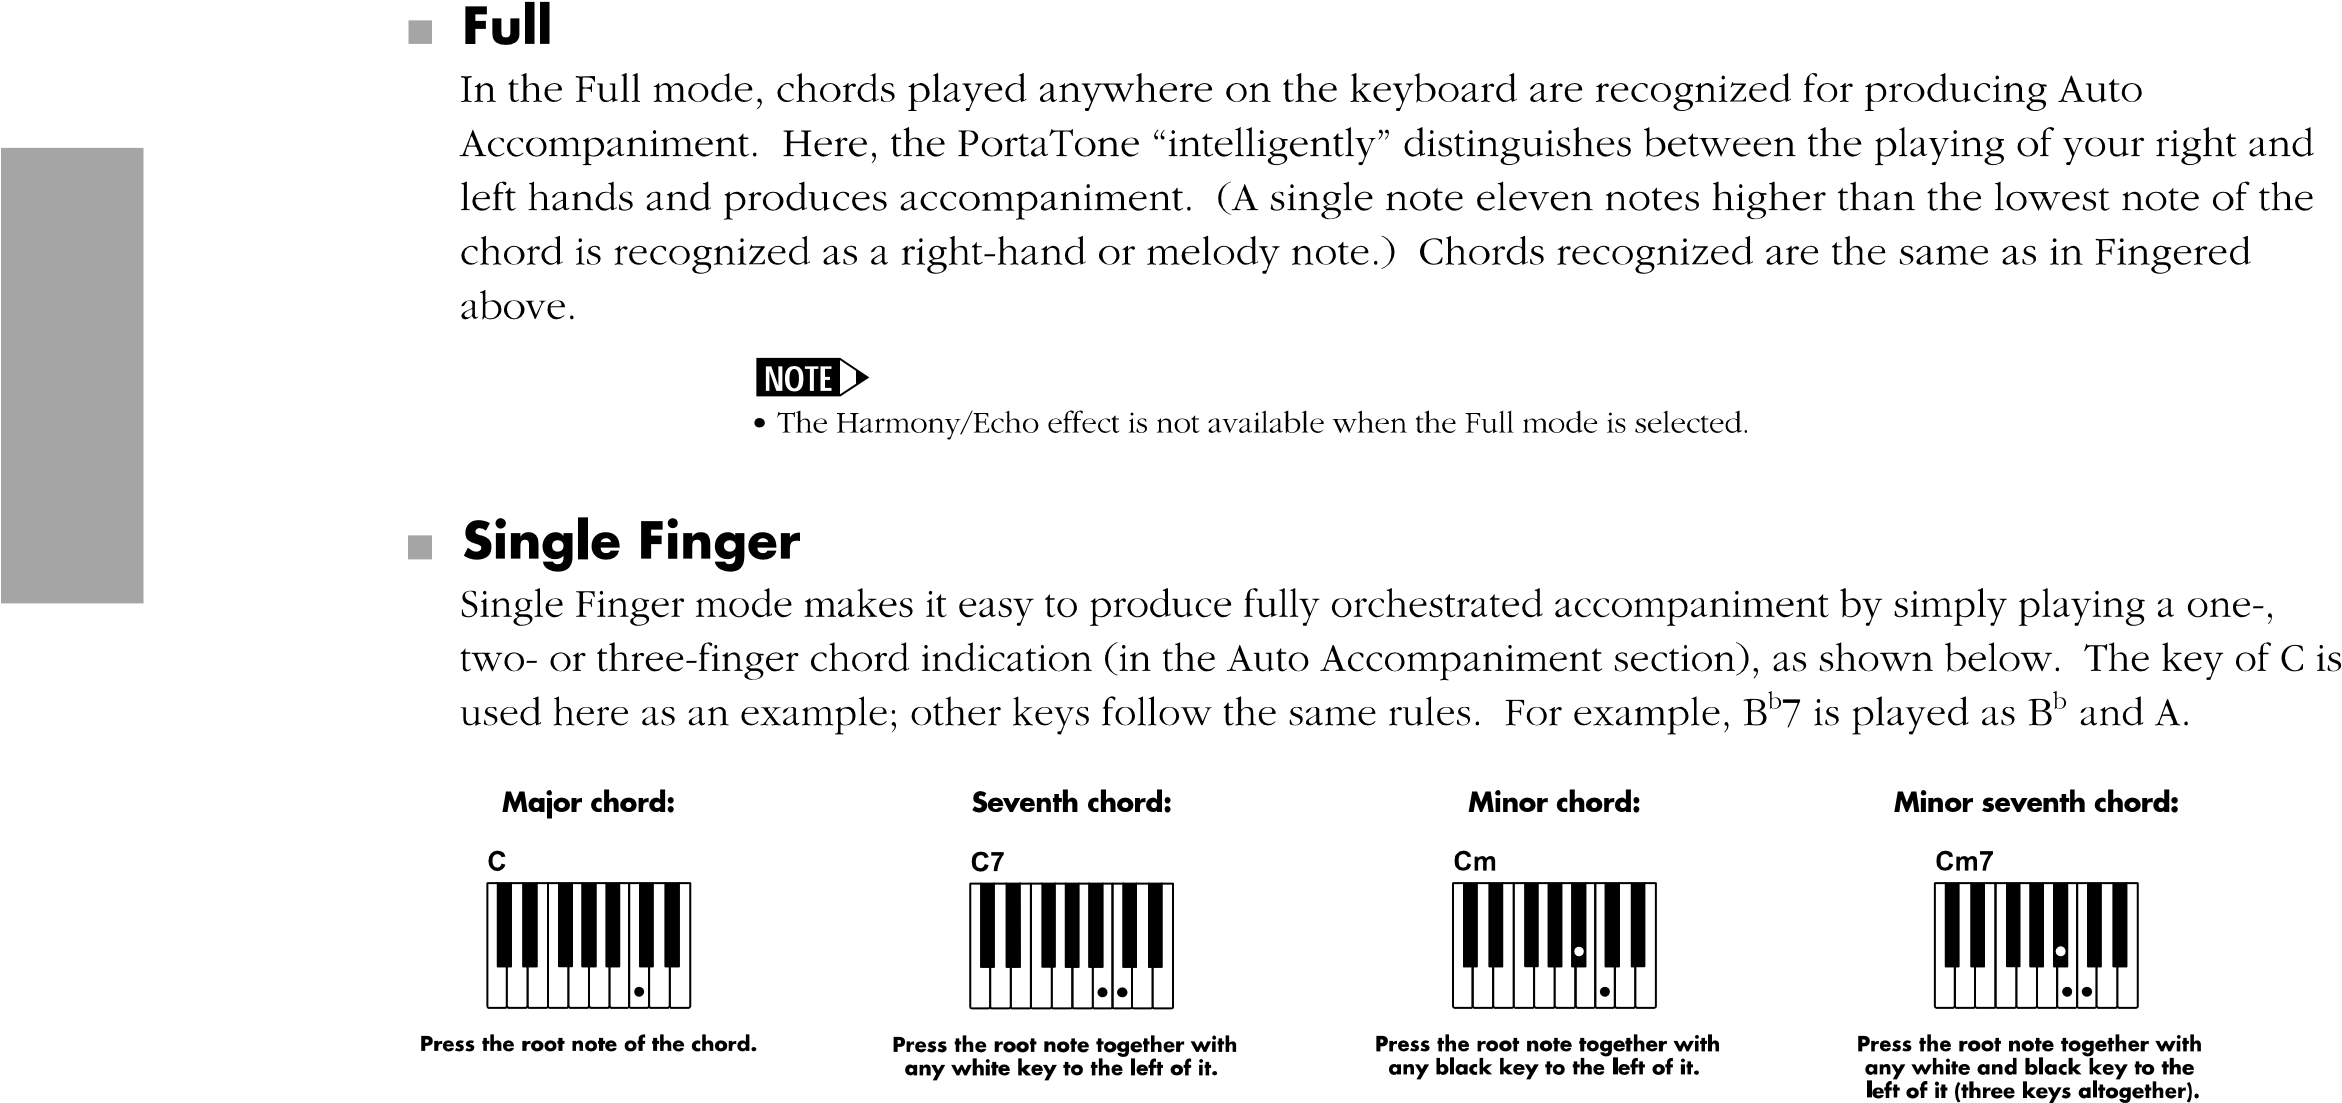 Full
In the Full mode, chords played anywhere on the keyboard are recognized for producing Auto
Accompaniment.  Here, the PortaTone “intelligently” distinguishes between the playing of your right and
left hands and produces accompaniment.  (A single note eleven notes higher than the lowest note of the
chord is recognized as a right-hand or melody note.)  Chords recognized are the same as in Fingered
above.
NOTE
• The Harmony/Echo effect is not available when the Full mode is selected.
Single Finger
Single Finger mode makes it easy to produce fully orchestrated accompaniment by simply playing a one-,
two- or three-finger chord indication (in the Auto Accompaniment section), as shown below.  The key of C is
used here as an example; other keys follow the same rules.  For example, B♭7 is played as B♭ and A.
Major chord:
C
Press the root note of the chord.
Seventh chord:
C7
Press the root note together with
any white key to the left of it.
Minor chord:
Cm
Press the root note together with
any black key to the left of it.
Minor seventh chord:
Cm7
Press the root note together with
any white and black key to the
left of it (three keys altogether).